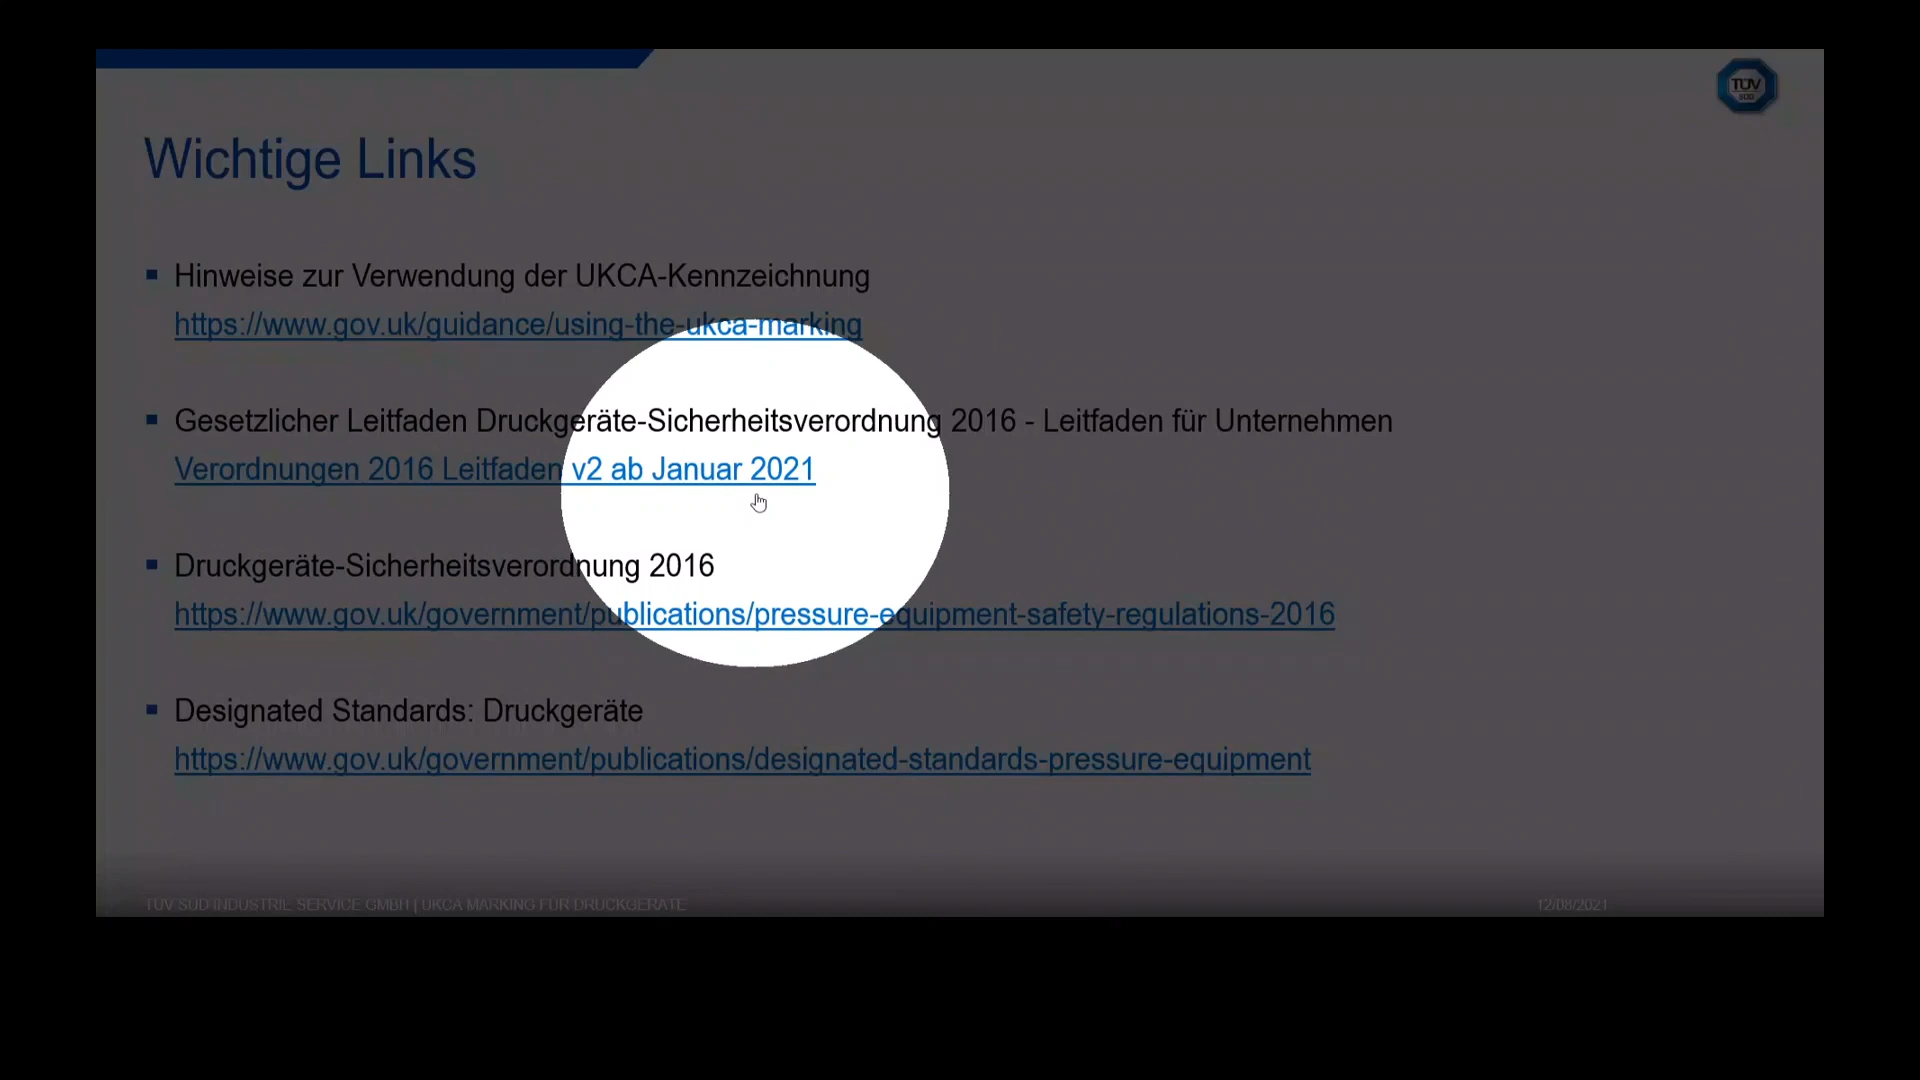 TÜV
SÜD
Wichtige Links
Hinweise zur Verwendung der UKCA-Kennzeichnung
https://www.gov.uk/guidance/using-the-ukca-marking
Gesetzlicher Leitfaden Druckgeräte-Sicherheitsverordnung 2016 - Leitfaden für Unternehmen
Verordnungen 2016 Leitfaden v2 ab Januar 2021
Druckgeräte-Sicherheitsverordnung 2016
https://www.gov.uk/government/publications/pressure-equipment-safety-regulations-2016
Designated Standards: Druckgeräte
https://www.gov.uk/government/publications/designated-standards-pressure-equipment
TÜV SÜD INDUSTRIE SERVICE GMBH | UKCA MARKING FÜR DRUCKGERÄTE
12/08/2021